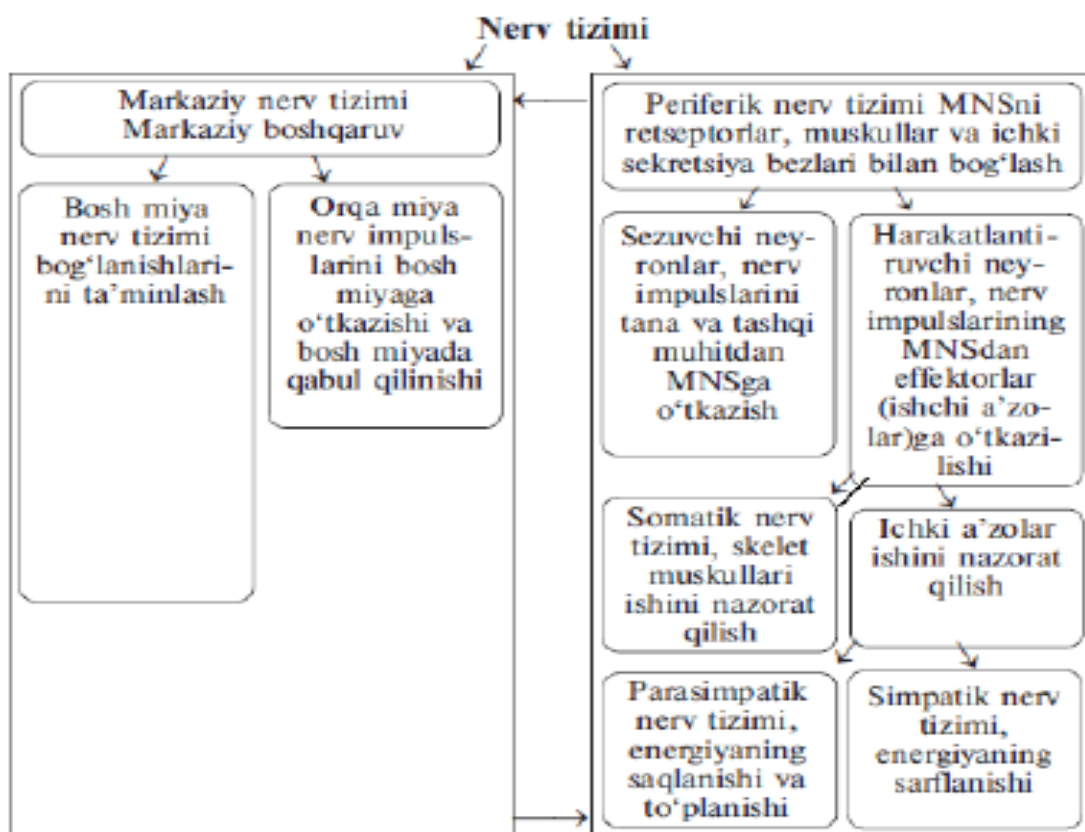 Nerv tizimi
Markaziy nerv tizimi
Markaziy boshqaruv
Bosh miya
nerv tizimi
bog‘lanishlari-
ni ta’minlash
Orqa miya
nerv impuls-
larini bosh
miyaga
o‘tkazishi va
bosh miyada
qabul qilinishi
Periferik nerv tizimi MNSni
retseptorlar, muskullar va ichki
sekretsiya bezlari bilan bog‘lash
Sezuvchi ney-
ronlar, nerv
impulslarini
tana va tashqi
muhitdan
MNSga
o‘tkazish
Harakatlanti-
ruvchi ney-
ronlar, nerv
impulslarining
MNSdan
effektorlar
(ishchi a’zo-
lar)ga o‘tkazi-
lishi
Somatik nerv
tizimi, skelet
muskullari
ishini nazorat
qilish
Ichki a’zolar
ishini nazorat
qilish
Parasimpatik
nerv tizimi,
energiyaning
saqlanishi va
to‘planishi
Simpatik nerv
tizimi,
energiyaning
sarflanishi